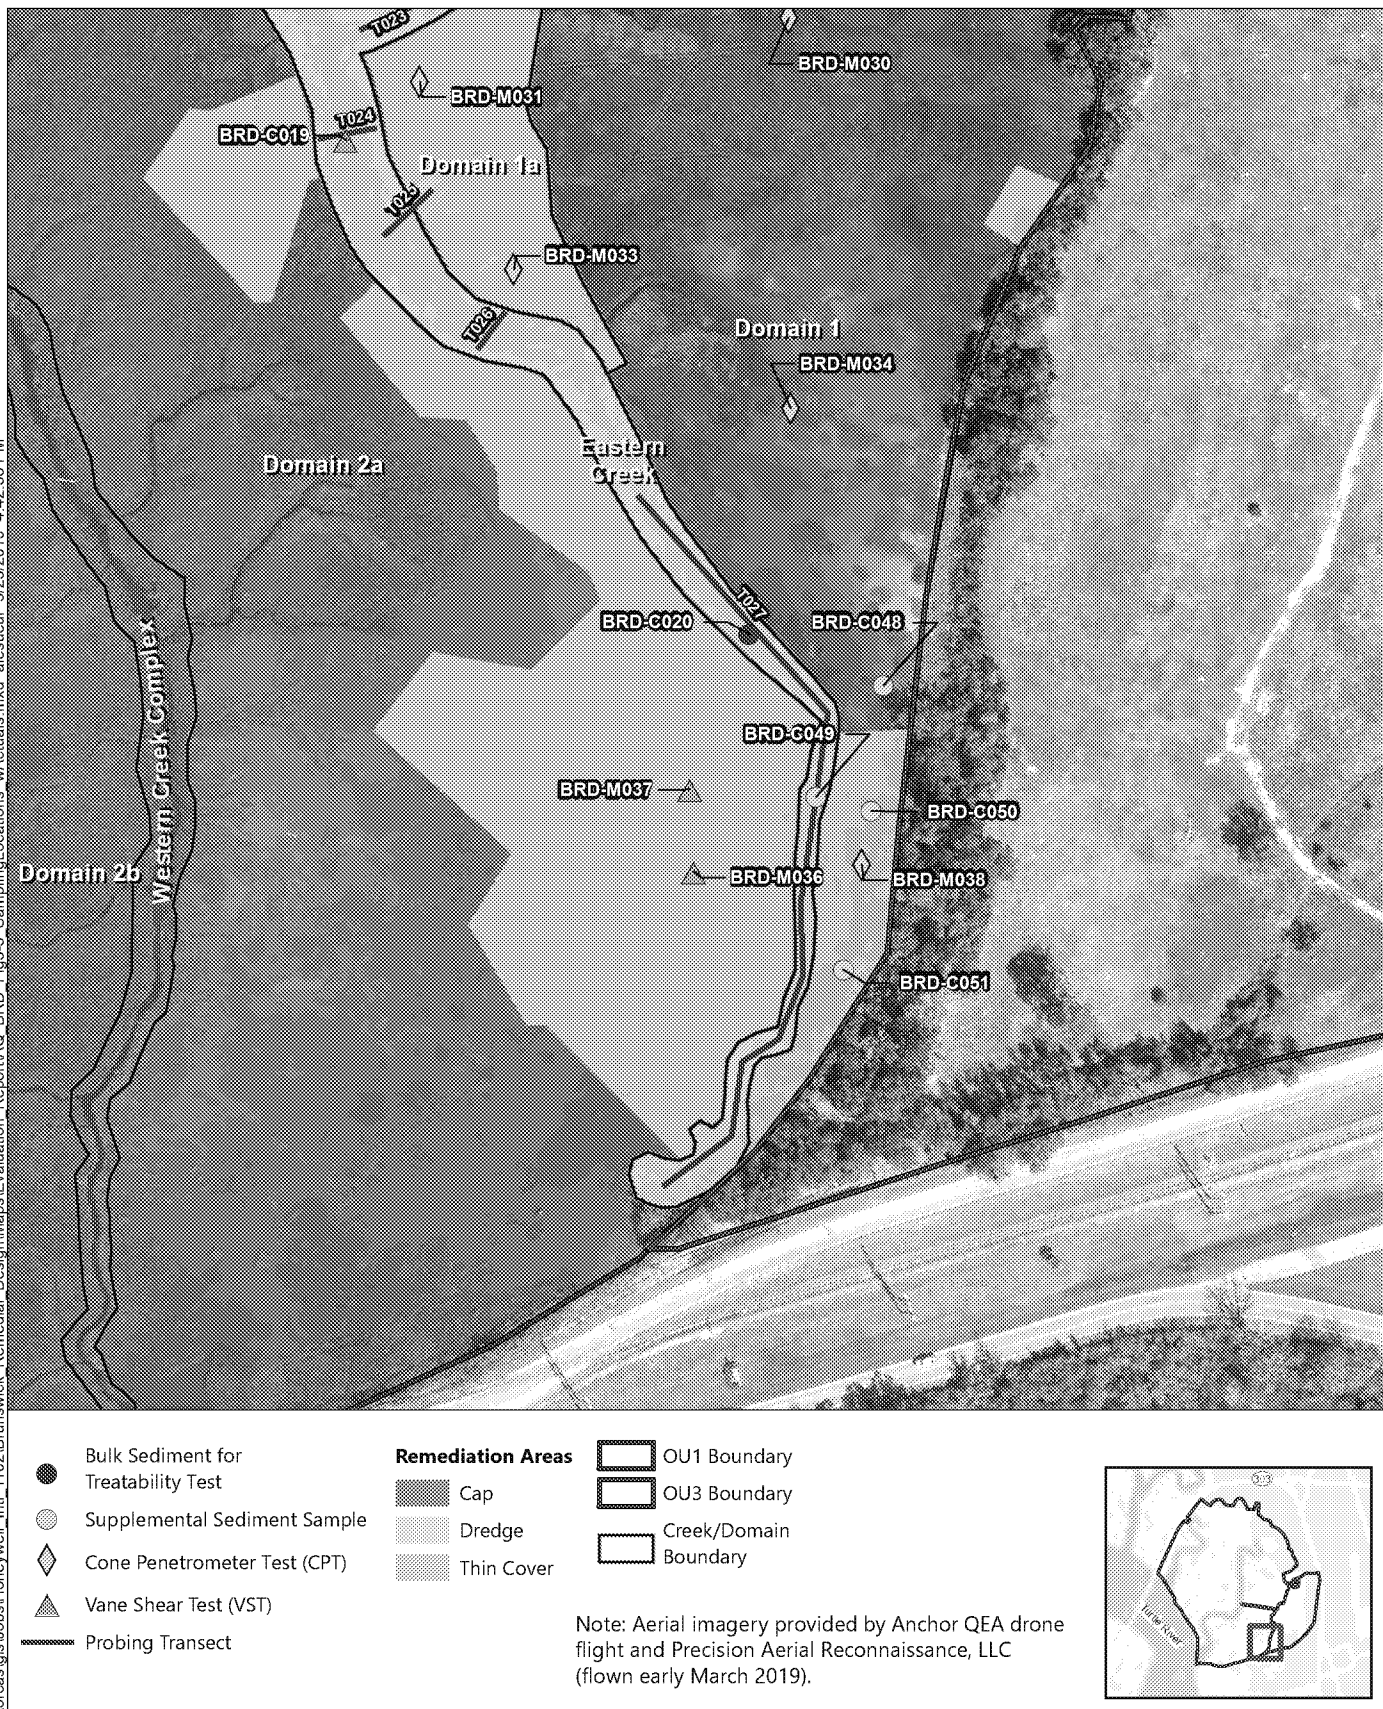 T023
BRD-M030
BRD-M031
T024
BRD-C019
Domain 1a
T025
BRD-M033
T026
Domain 1
BRD-M034
Eastern
Creek
Domain 2a
T027
BRD-C020
BRD-C048
Western Creek Complex
BRD-C049
BRD-M037
BRD-C050
Domain 2b
BRD-M036
BRD-M038
BRD-C051
Bulk Sediment for
Treatability Test
Supplemental Sediment Sample
Cone Penetrometer Test (CPT)
Vane Shear Test (VST)
Probing Transect
Remediation Areas
Cap
Dredge
Thin Cover
OU1 Boundary
OU3 Boundary
Creek/Domain
Boundary
Note: Aerial imagery provided by Anchor QEA drone
flight and Precision Aerial Reconnaissance, LLC
(flown early March 2019).
303
Turtle River